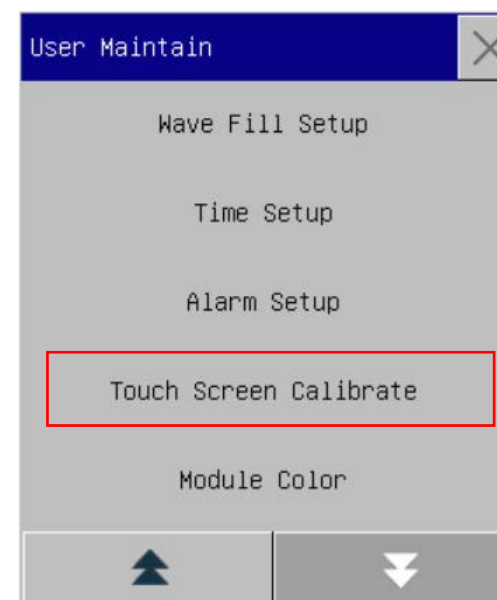 User Maintain
Wave Fill Setup
Time Setup
Alarm Setup
Touch Screen Calibrate
Module Color